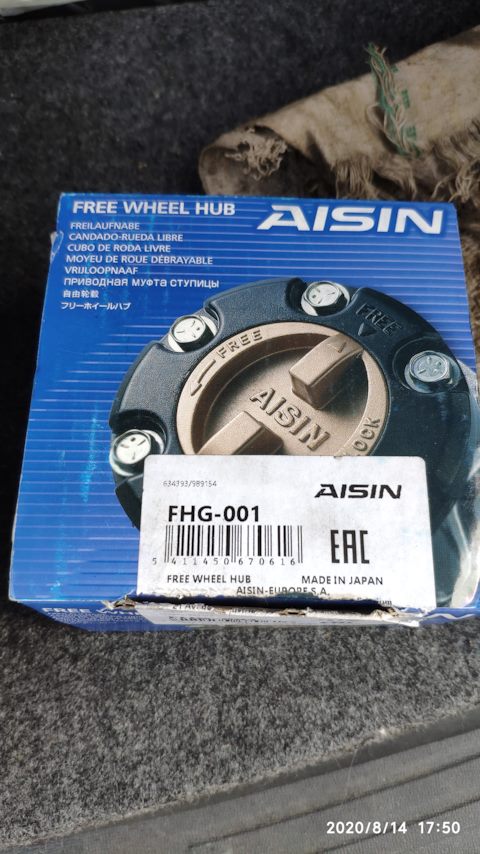 FREE WHEEL HUB
AISIN
FREILAUFNABE
CANDADO-RUEDA LIBRE
CUBO DE RODA LIVRE
MOYEU DE ROUE DÉBRAYABLE
VRIJLOOPNAAF
ПРИВОДНАЯ МУФТА СТУПИЦЫ
自由轮毂
フリーホイールハブ
FREE
FREE
AISIN
LOCK
634393/989154
AISIN
FHG-001
5 411450 670616
EAC
FREE WHEEL HUB
MADE IN JAPAN
AISIN-EUROPE S.A.
FREE
2020/8/14 17:50